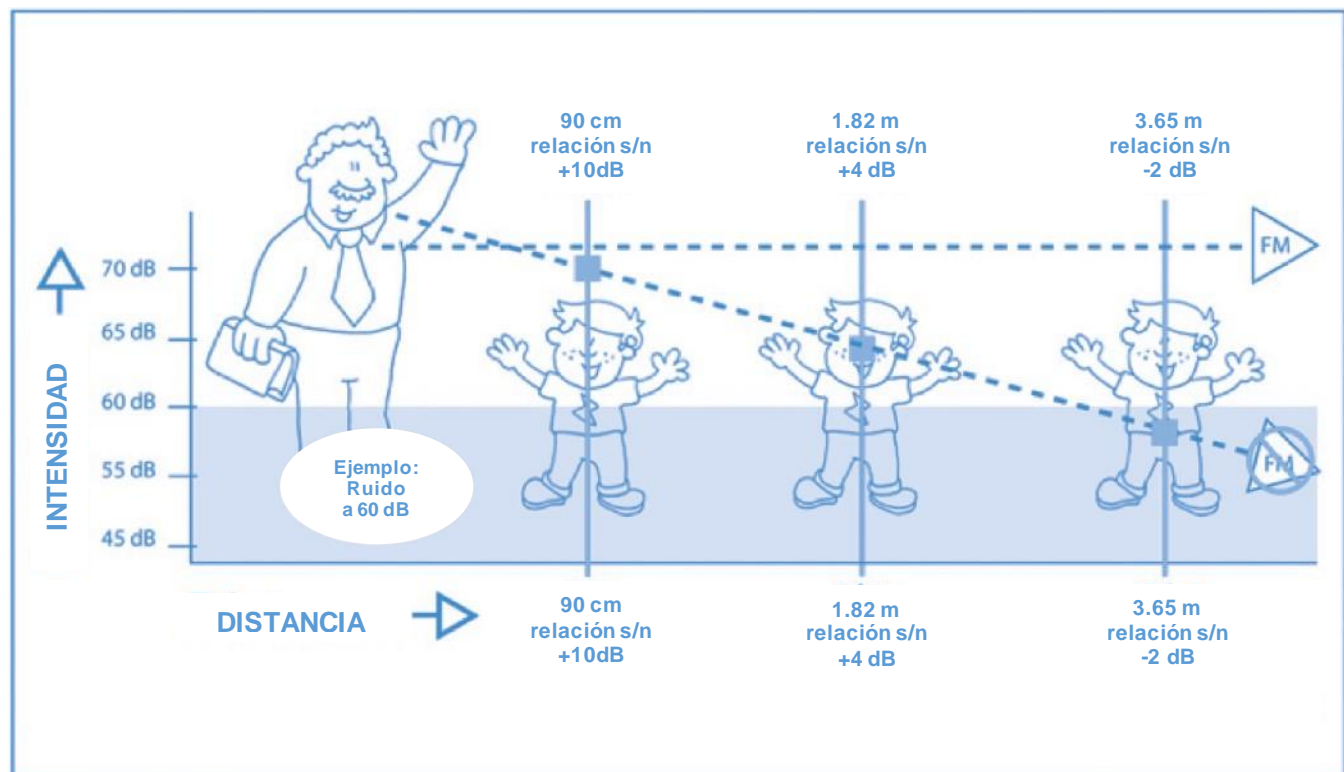 90 cm
relación s/n
+10dB
1.82 m
relación s/n
+4 dB
3.65 m
relación s/n
-2 dB
FM
INTENSIDAD
70 dB
65 dB
60 dB
55 dB
45 dB
Ejemplo:
Ruido
a 60 dB
FM
DISTANCIA
90 cm
relación s/n
+10dB
1.82 m
relación s/n
+4 dB
3.65 m
relación s/n
-2 dB